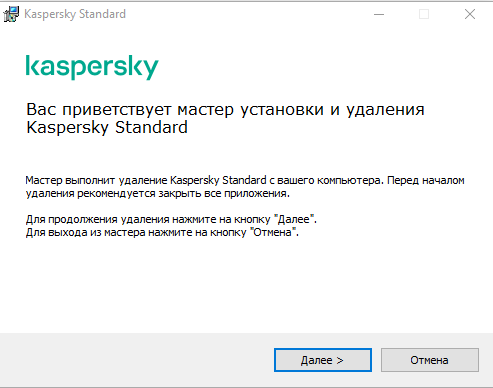 Kaspersky Standard
kaspersky
Вас приветствует мастер установки и удаления
Kaspersky Standard
Мастер выполнит удаление Kaspersky Standard с вашего компьютера. Перед началом
удаления рекомендуется закрыть все приложения.
Для продолжения удаления нажмите на кнопку "Далее".
Для выхода из мастера нажмите на кнопку "Отмена".
Далее >
Отмена